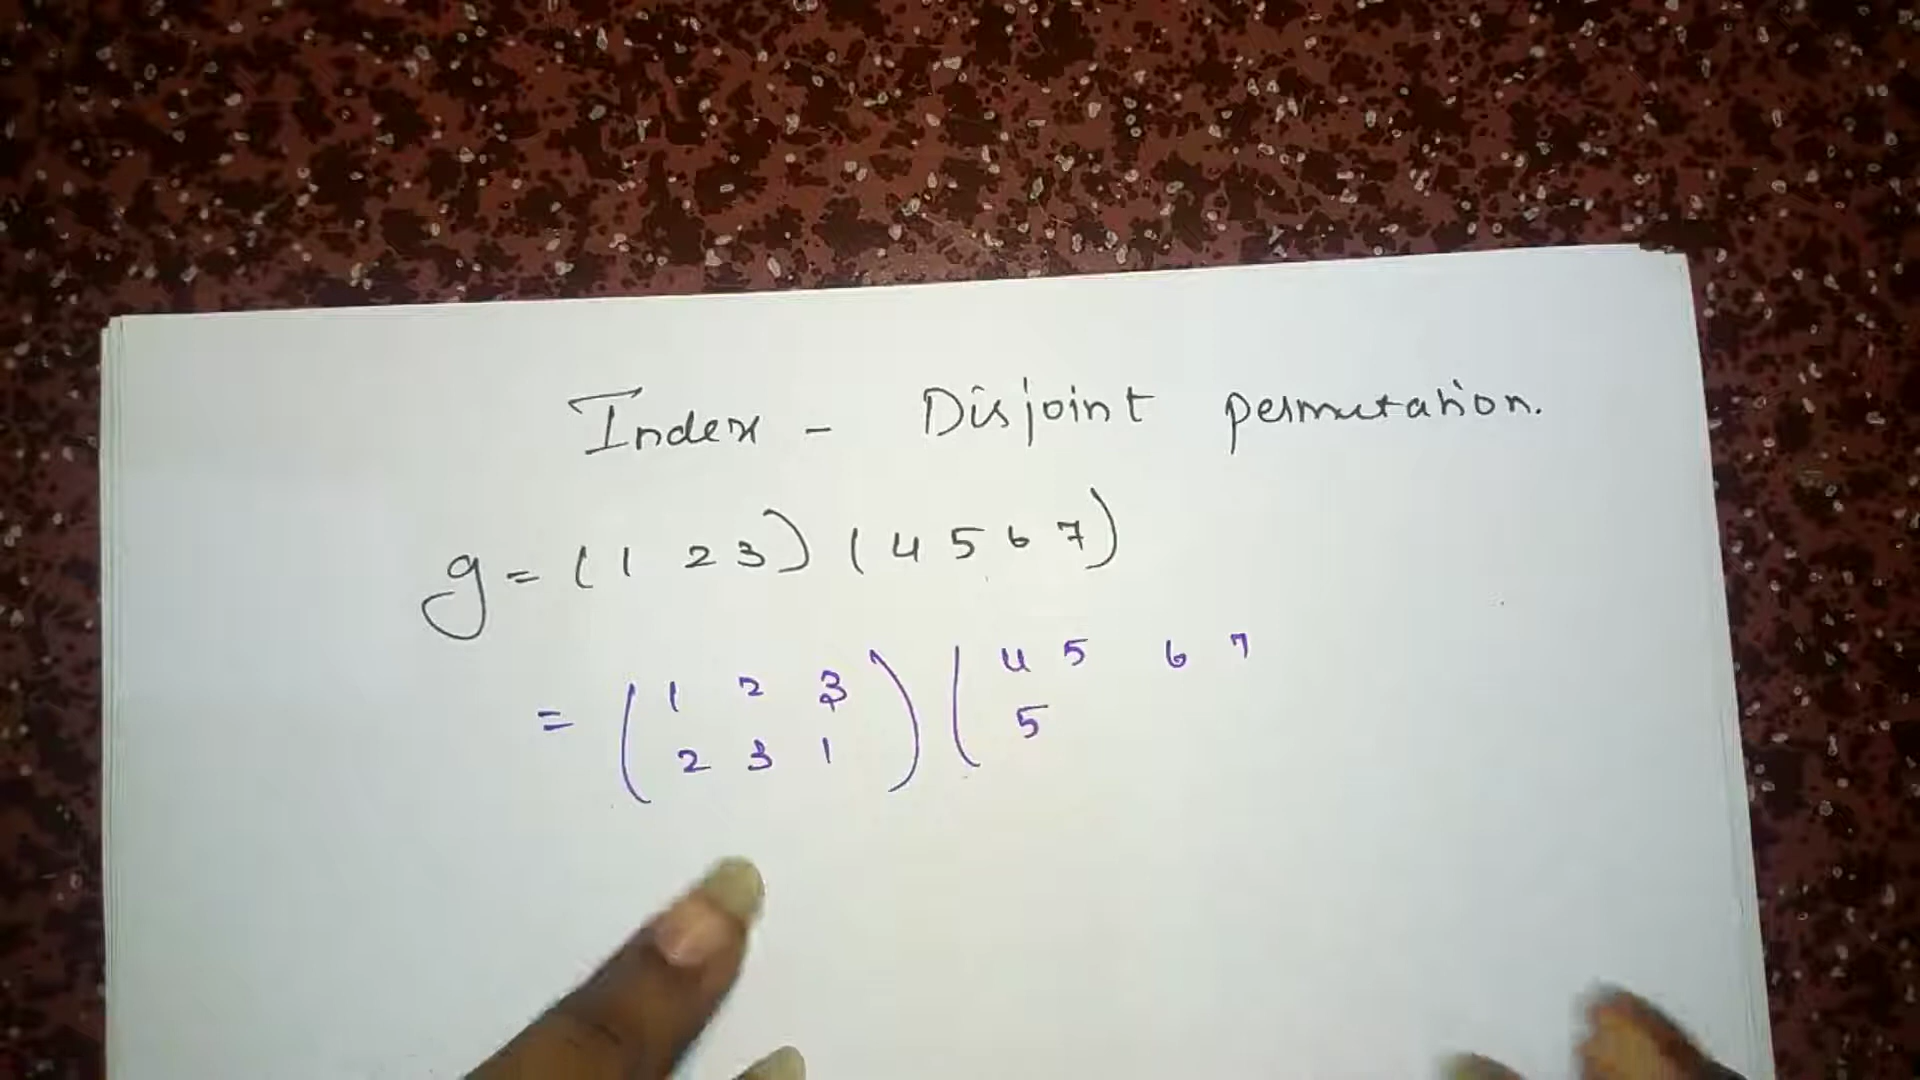 Index - Disjoint permutation.
g = ( 1 2 3 ) ( 4 5 6 7 )
= ( 1 2 3 ) ( 4 5 6 7
2 3 1 5